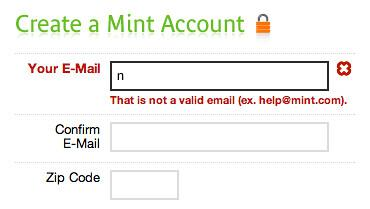 Create a Mint Account
Your E-Mail
n
That is not a valid email (ex. help@mint.com).
Confirm
E-Mail
Zip Code